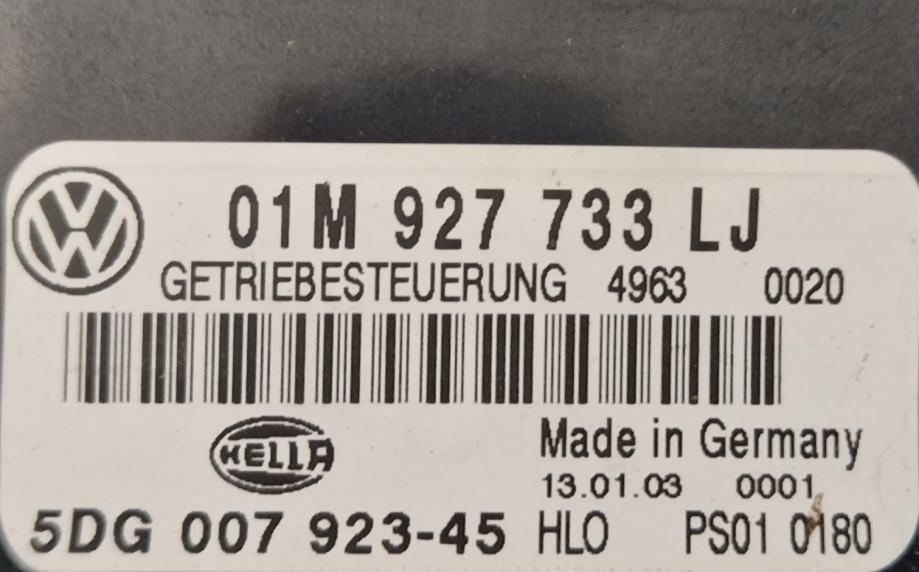 VW
01M 927 733 LJ
GETRIEBESTEUERUNG 4963 0020
HELLA
Made in Germany
13.01.03 0001
5DG 007 923-45 HLO PS01 0180